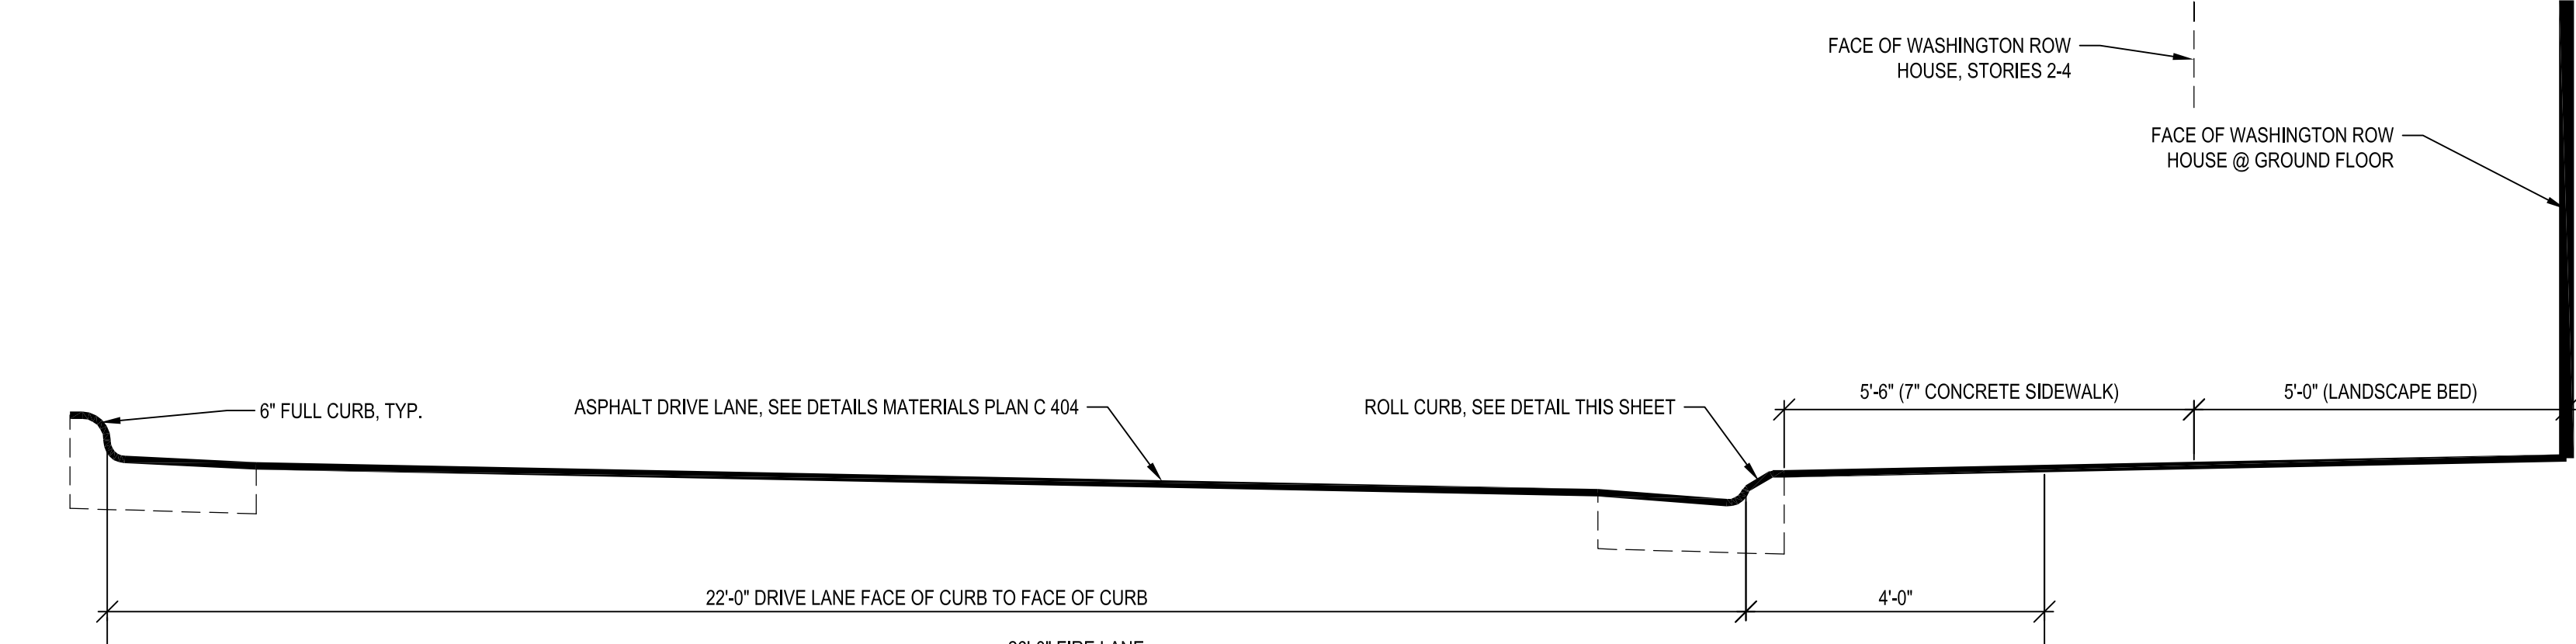 FACE OF WASHINGTON ROW
HOUSE, STORIES 2-4
FACE OF WASHINGTON ROW
HOUSE @ GROUND FLOOR
6" FULL CURB, TYP.
ASPHALT DRIVE LANE, SEE DETAILS MATERIALS PLAN C 404
ROLL CURB, SEE DETAIL THIS SHEET
5'-6" (7" CONCRETE SIDEWALK)
5'-0" (LANDSCAPE BED)
22'-0" DRIVE LANE FACE OF CURB TO FACE OF CURB
4'-0"
FIRE LANE